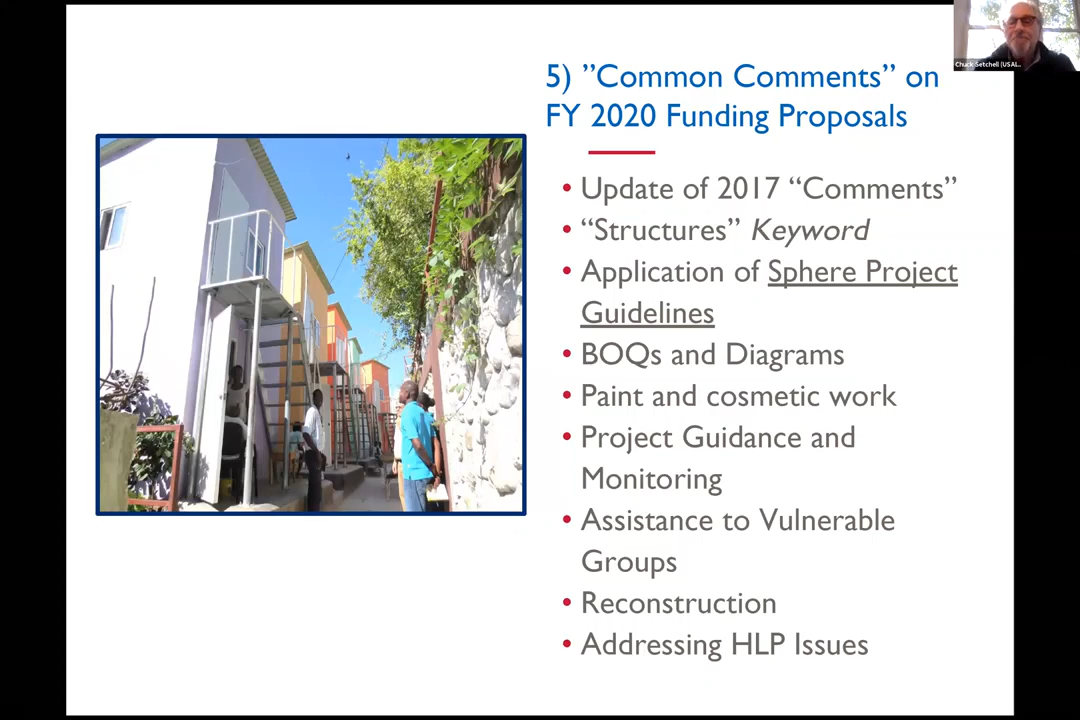 Chuck Setchell (USAI...
5) ”Common Comments” on
FY 2020 Funding Proposals
• Update of 2017 “Comments”
• “Structures” Keyword
• Application of Sphere Project
Guidelines
• BOQs and Diagrams
• Paint and cosmetic work
• Project Guidance and
Monitoring
• Assistance to Vulnerable
Groups
• Reconstruction
• Addressing HLP Issues